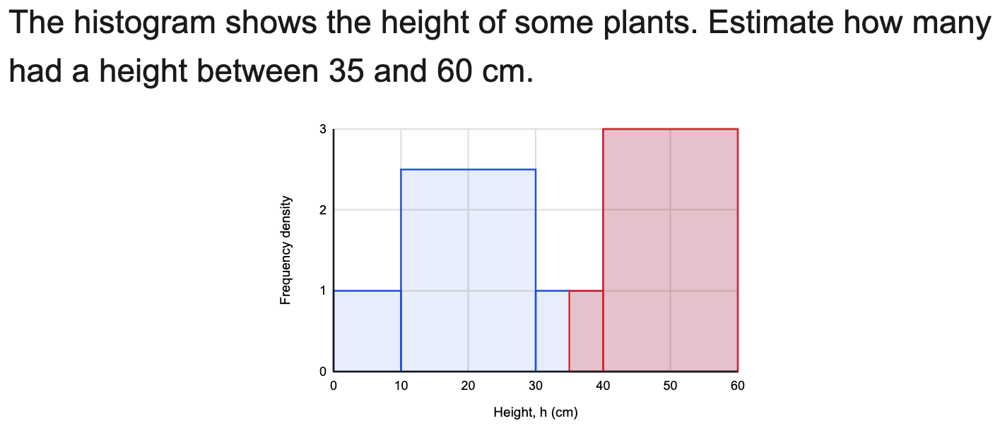 The histogram shows the height of some plants. Estimate how many
had a height between 35 and 60 cm.
3
2
1
0
Frequency density
0 10 20 30 40 50 60
Height, h (cm)